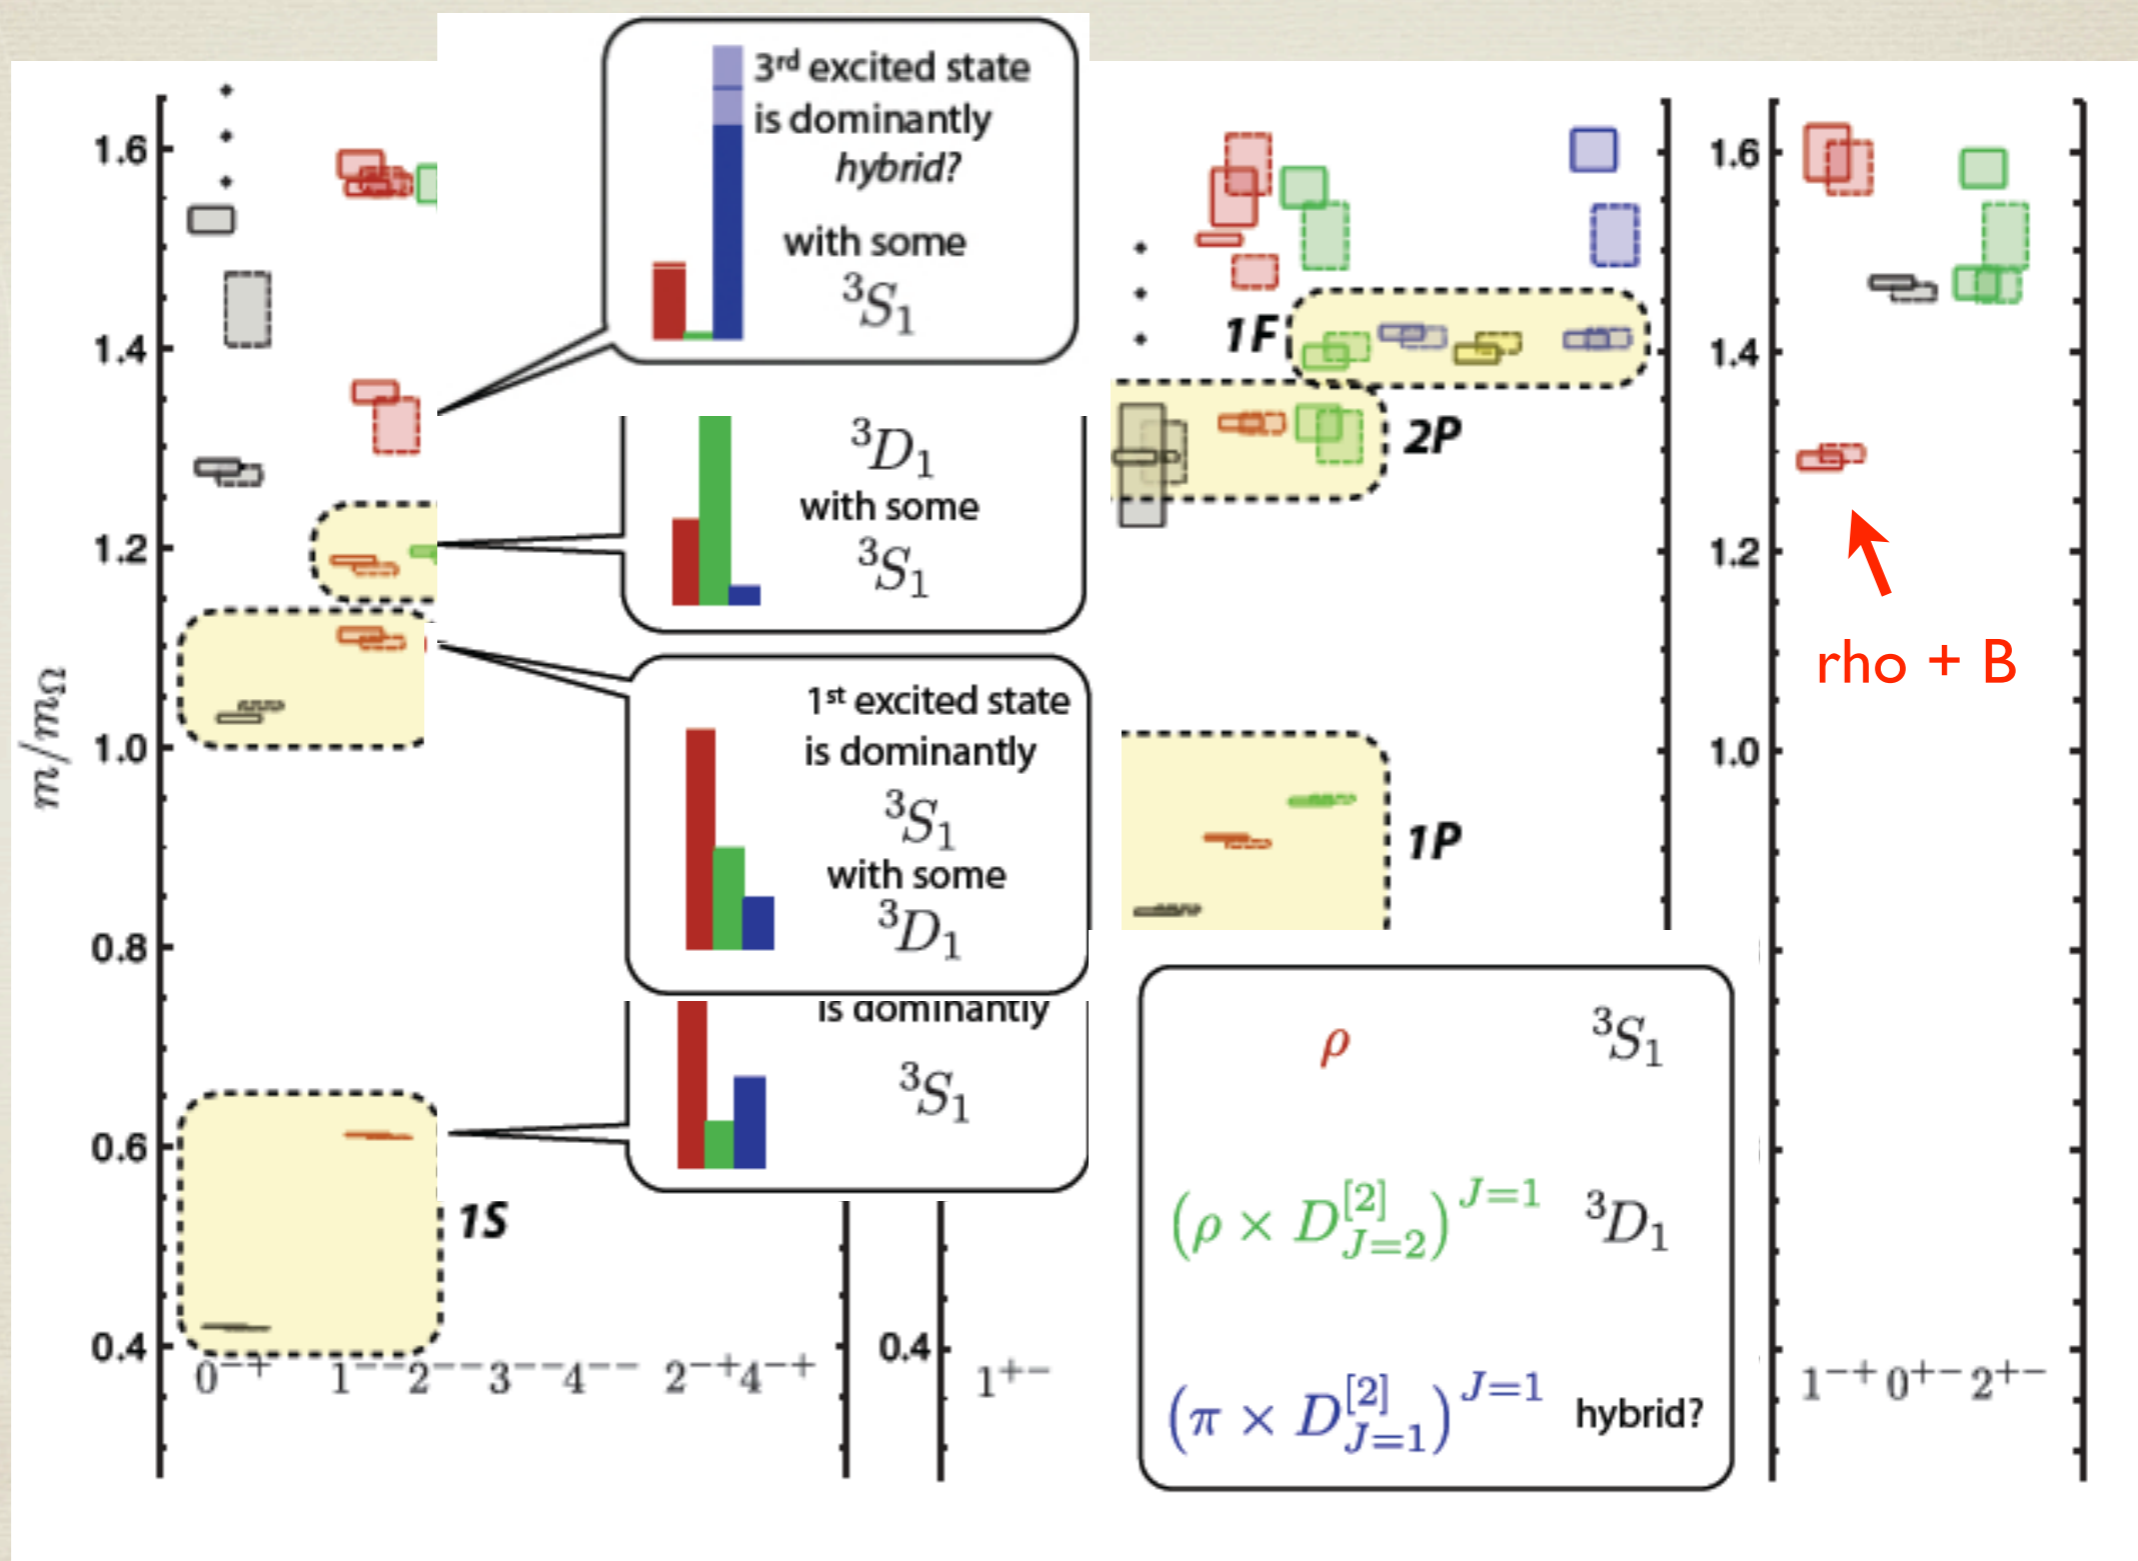 3rd excited state
is dominantly
hybrid?
with some
³S₁
³D₁
with some
³S₁
1st excited state
is dominantly
³S₁
with some
³D₁
is dominantly
³S₁
m/m_Ω
1.6
1.4
1.2
1.0
0.8
0.6
0.4
1S
0⁻⁺ 1⁻⁻ 2⁻⁻ 3⁻⁻ 4⁻⁻ 2⁻⁺ 4⁻⁺
0.4
1⁺⁻
1F
2P
1P
ρ ³S₁
(ρ × D_{J=2}^{[2]})^{J=1} ³D₁
(π × D_{J=1}^{[2]})^{J=1} hybrid?
1.6
1.4
1.2
1.0
rho + B
1⁻⁺ 0⁺⁻ 2⁺⁻